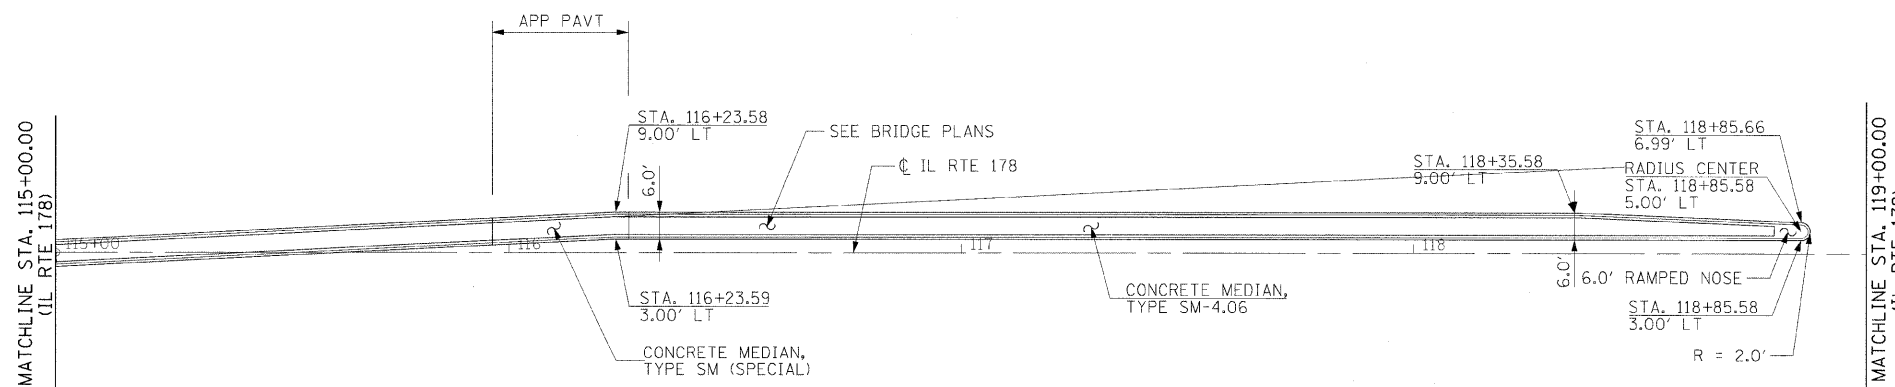 APP PAVT
MATCHLINE STA. 115+00.00
(IL RTE 178)
STA. 116+23.58
9.00' LT
SEE BRIDGE PLANS
℄ IL RTE 178
6.0'
STA. 118+35.58
9.00' LT
STA. 118+85.66
6.99' LT
RADIUS CENTER
STA. 118+85.58
5.00' LT
MATCHLINE STA. 119+00.00
115+00
116
117
118
STA. 116+23.59
3.00' LT
CONCRETE MEDIAN,
TYPE SM (SPECIAL)
CONCRETE MEDIAN,
TYPE SM-4.06
6.0'
6.0' RAMPED NOSE
STA. 118+85.58
3.00' LT
R = 2.0'